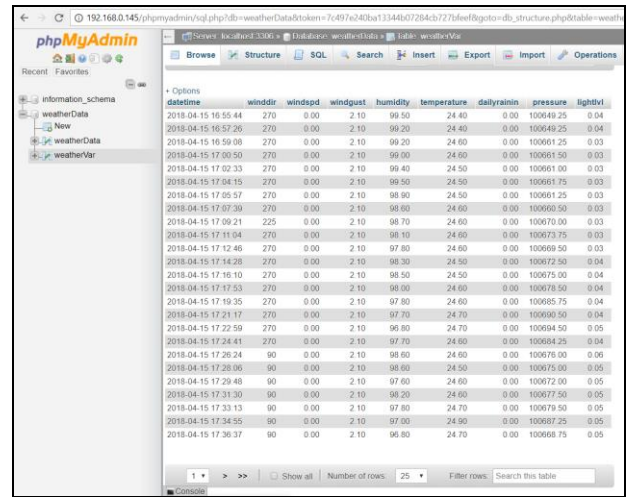 192.168.0.145/phpmyadmin/sql.php?db=weatherData&token=7c497e240ba13344b07284cb727bfeef&goto=db_structure.php&table=weathe
phpMyAdmin
Recent Favorites
information_schema
weatherData
New
weatherData
weatherVar
Server: localhost:3306 » Database: weatherData » Table: weatherVar
Browse Structure SQL Search Insert Export Import Operations
+ Options
datetime winddir windspd windgust humidity temperature dailyrainin pressure lightlvl
2018-04-15 16:55:44 270 0.00 2.10 99.50 24.40 0.00 100649.25 0.04
2018-04-15 16:57:26 270 0.00 2.10 99.20 24.40 0.00 100649.25 0.04
2018-04-15 16:59:08 270 0.00 2.10 99.20 24.60 0.00 100661.25 0.03
2018-04-15 17:00:50 270 0.00 2.10 99.00 24.60 0.00 100661.50 0.03
2018-04-15 17:02:33 270 0.00 2.10 99.40 24.50 0.00 100661.00 0.03
2018-04-15 17:04:15 270 0.00 2.10 99.50 24.50 0.00 100661.75 0.03
2018-04-15 17:05:57 270 0.00 2.10 98.90 24.50 0.00 100661.25 0.03
2018-04-15 17:07:39 270 0.00 2.10 98.60 24.60 0.00 100660.50 0.03
2018-04-15 17:09:21 225 0.00 2.10 98.70 24.60 0.00 100670.00 0.03
2018-04-15 17:11:04 270 0.00 2.10 98.10 24.60 0.00 100673.75 0.03
2018-04-15 17:12:46 270 0.00 2.10 97.80 24.60 0.00 100669.50 0.03
2018-04-15 17:14:28 270 0.00 2.10 98.30 24.50 0.00 100672.50 0.04
2018-04-15 17:16:10 270 0.00 2.10 98.50 24.50 0.00 100675.00 0.04
2018-04-15 17:17:53 270 0.00 2.10 98.00 24.60 0.00 100678.50 0.04
2018-04-15 17:19:35 270 0.00 2.10 97.80 24.60 0.00 100685.75 0.04
2018-04-15 17:21:17 270 0.00 2.10 97.70 24.70 0.00 100690.50 0.04
2018-04-15 17:22:59 270 0.00 2.10 96.80 24.70 0.00 100694.50 0.05
2018-04-15 17:24:41 270 0.00 2.10 97.70 24.60 0.00 100684.25 0.04
2018-04-15 17:26:24 90 0.00 2.10 98.60 24.60 0.00 100676.00 0.06
2018-04-15 17:28:06 90 0.00 2.10 98.60 24.50 0.00 100675.00 0.05
2018-04-15 17:29:48 90 0.00 2.10 97.60 24.60 0.00 100672.00 0.05
2018-04-15 17:31:30 90 0.00 2.10 98.20 24.60 0.00 100677.50 0.05
2018-04-15 17:33:13 90 0.00 2.10 97.80 24.70 0.00 100679.50 0.05
2018-04-15 17:34:55 90 0.00 2.10 97.00 24.90 0.00 100687.25 0.05
2018-04-15 17:36:37 90 0.00 2.10 96.80 24.70 0.00 100668.75 0.05
1 > >> Show all Number of rows: 25 Filter rows: Search this table
Console